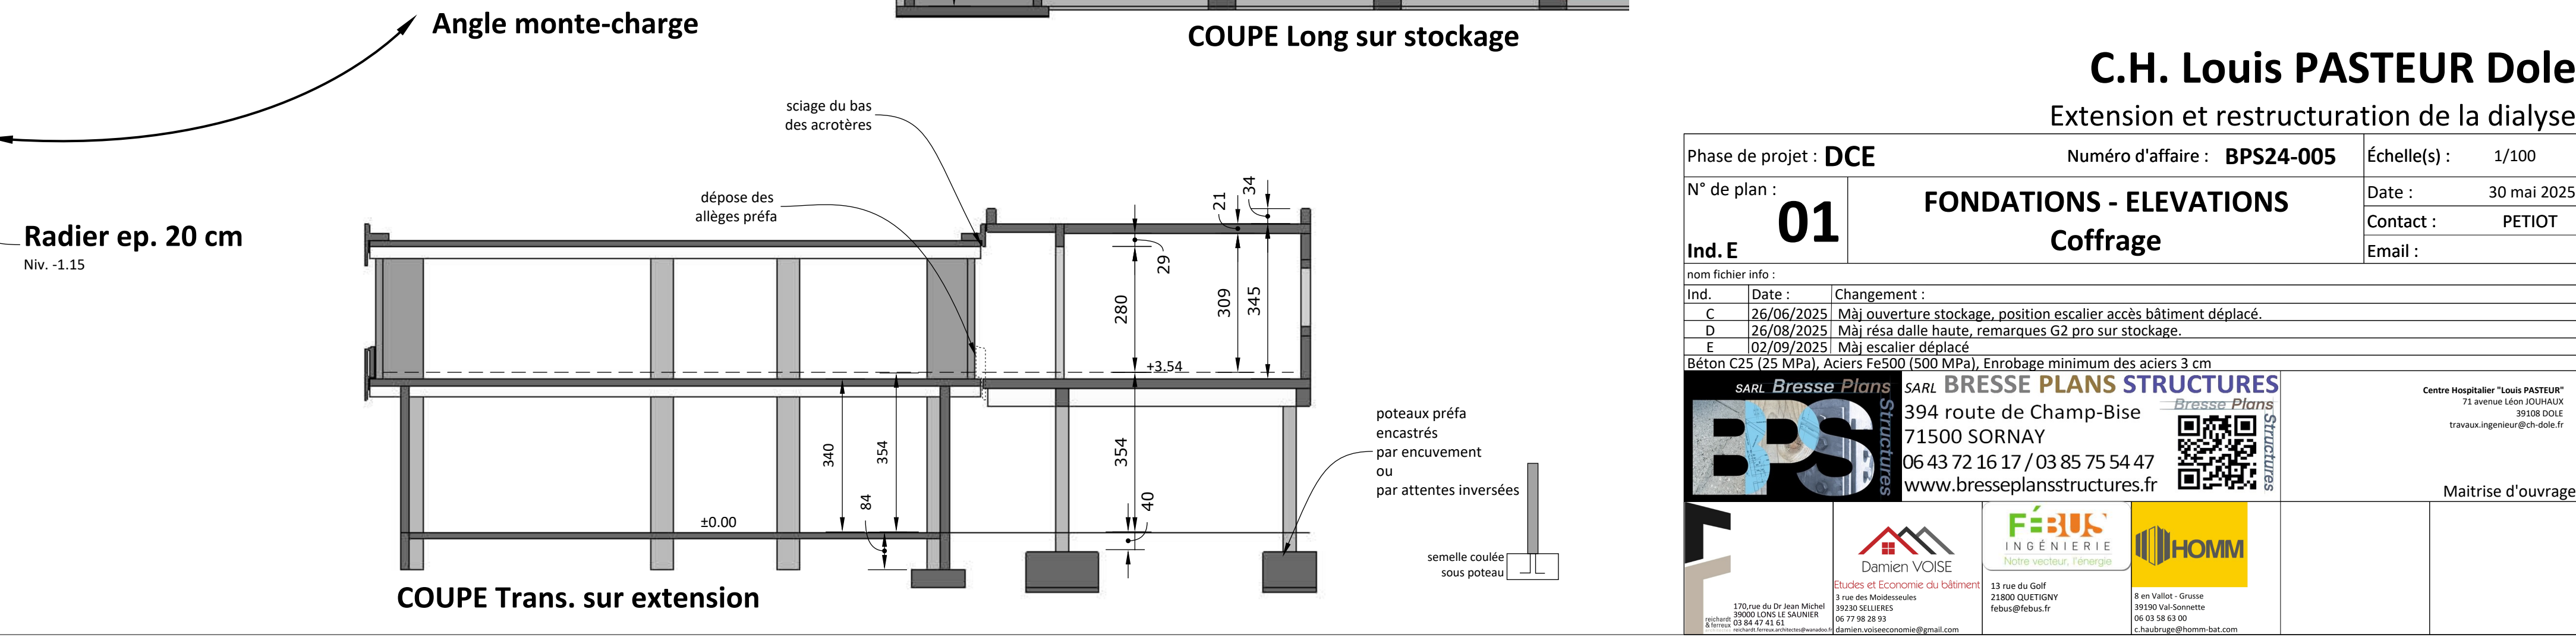 Angle monte-charge
COUPE Long sur stockage
sciage du bas
des acrotères
dépose des
allèges préfa
Radier ep. 20 cm
Niv. -1.15
34
21
29
280
309
345
+3.54
340
354
84
354
40
±0.00
poteaux préfa
encastrés
par encuvement
ou
par attentes inversées
semelle coulée
sous poteau
COUPE Trans. sur extension
C.H. Louis PASTEUR Dole
Extension et restructuration de la dialyse
Phase de projet : DCE
Numéro d'affaire : BPS24-005
Échelle(s) : 1/100
N° de plan :
01
Ind. E
FONDATIONS - ELEVATIONS
Coffrage
Date : 30 mai 2025
Contact : PETIOT
Email :
nom fichier info :
Ind. Date : Changement :
C 26/06/2025 Màj ouverture stockage, position escalier accès bâtiment déplacé.
D 26/08/2025 Màj résa dalle haute, remarques G2 pro sur stockage.
E 02/09/2025 Màj escalier déplacé
Béton C25 (25 MPa), Aciers Fe500 (500 MPa), Enrobage minimum des aciers 3 cm
SARL Bresse Plans
BPS
Structures
SARL BRESSE PLANS STRUCTURES
394 route de Champ-Bise
71500 SORNAY
06 43 72 16 17 / 03 85 75 54 47
www.bresseplansstructures.fr
Bresse Plans
Structures
Centre Hospitalier "Louis PASTEUR"
71 avenue Léon JOUHAUX
39108 DOLE
travaux.ingenieur@ch-dole.fr
Maitrise d'ouvrage
reichardt
& ferreux
170,rue du Dr Jean Michel
39000 LONS LE SAUNIER
03 84 47 41 61
reichardt.ferreux.architectes@wanadoo.fr
Damien VOISE
Etudes et Economie du bâtiment
3 rue des Moidesseules
39230 SELLIERES
06 77 98 28 93
damien.voiseeconomie@gmail.com
FÉBUS
INGÉNIERIE
Notre vecteur, l'énergie
13 rue du Golf
21800 QUETIGNY
febus@febus.fr
HOMM
8 en Vallot - Grusse
39190 Val-Sonnette
06 03 58 63 00
c.haubruge@homm-bat.com